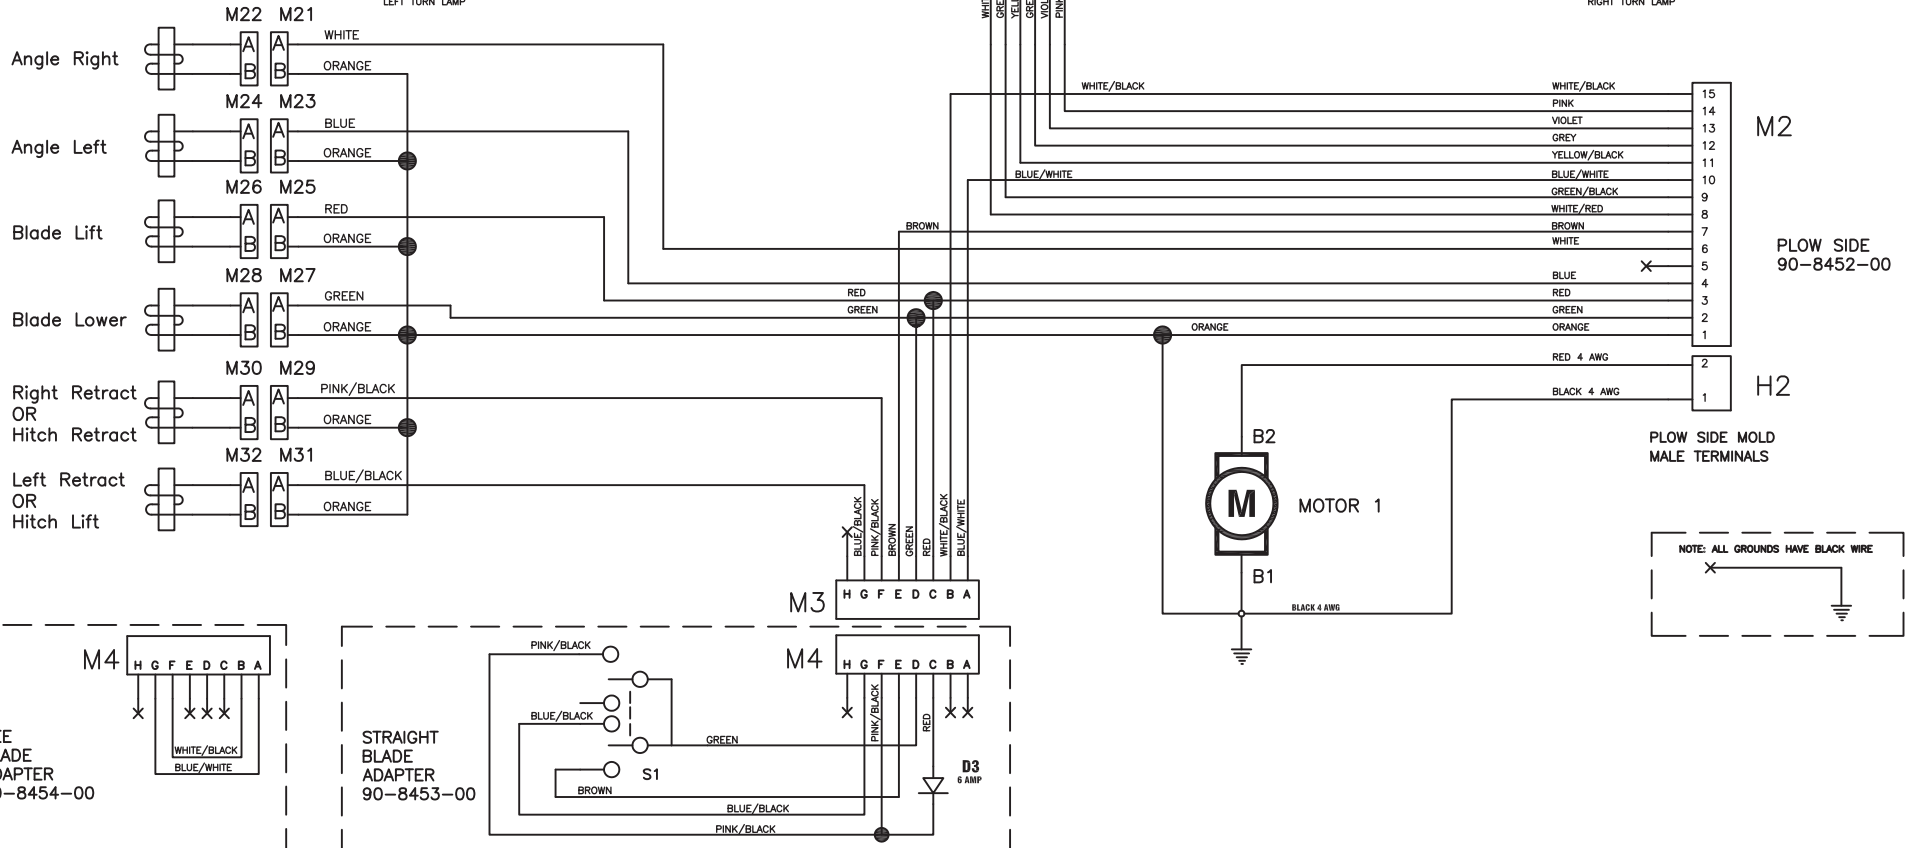 LEFT TURN LAMP
RIGHT TURN LAMP
M22 M21
Angle Right
A A WHITE
B B ORANGE
M24 M23
Angle Left
A A BLUE
B B ORANGE
M26 M25
Blade Lift
A A RED
B B ORANGE
M28 M27
Blade Lower
A A GREEN
B B ORANGE
M30 M29
Right Retract
OR
Hitch Retract
A A PINK/BLACK
B B ORANGE
M32 M31
Left Retract
OR
Hitch Lift
A A BLUE/BLACK
B B ORANGE
WHITE/BLACK WHITE/BLACK 15
PINK 14
VIOLET 13
GREY 12
YELLOW/BLACK 11
BLUE/WHITE BLUE/WHITE 10
GREEN/BLACK 9
WHITE/RED 8
BROWN BROWN 7
WHITE 6
5
BLUE 4
RED RED 3
GREEN GREEN 2
ORANGE ORANGE 1
M2
PLOW SIDE
90-8452-00
RED 4 AWG 2
BLACK 4 AWG 1
H2
PLOW SIDE MOLD
MALE TERMINALS
B2
M
MOTOR 1
B1
BLACK 4 AWG
NOTE: ALL GROUNDS HAVE BLACK WIRE
BLUE/BLACK
PINK/BLACK
BROWN
GREEN
RED
WHITE/BLACK
BLUE/WHITE
M3
H G F E D C B A
M4
H G F E D C B A
WHITE/BLACK
BLUE/WHITE
-8454-00
M4
H G F E D C B A
PINK/BLACK
BLUE/BLACK
GREEN
S1
BROWN
BLUE/BLACK
PINK/BLACK
PINK/BLACK
RED
D3
6 AMP
STRAIGHT
BLADE
ADAPTER
90-8453-00